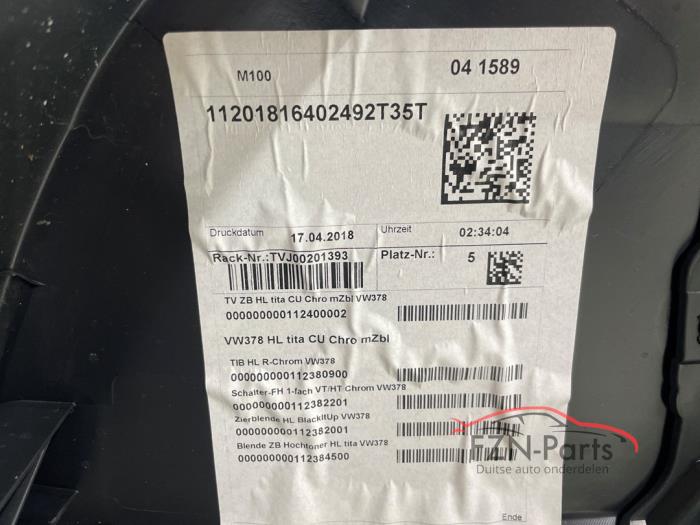 M100 04 1589
11201816402492T35T
Druckdatum 17.04.2018 Uhrzeit 02:34:04
Rack-Nr.:TVJ00201393 Platz-Nr.: 5
TV ZB HL tita CU Chro mZbl VW378
000000000112400002
VW378 HL tita CU Chro mZbl
TIB HL R-Chrom VW378
000000000112380900
Schalter-FH 1-fach VT/HT Chrom VW378
000000000112382201
Zierblende HL BlackItUp VW378
000000000112382001
Blende ZB Hochtoner HL tita VW378
000000000112384500
FZN-Parts
Duitse auto onderdelen
Ende